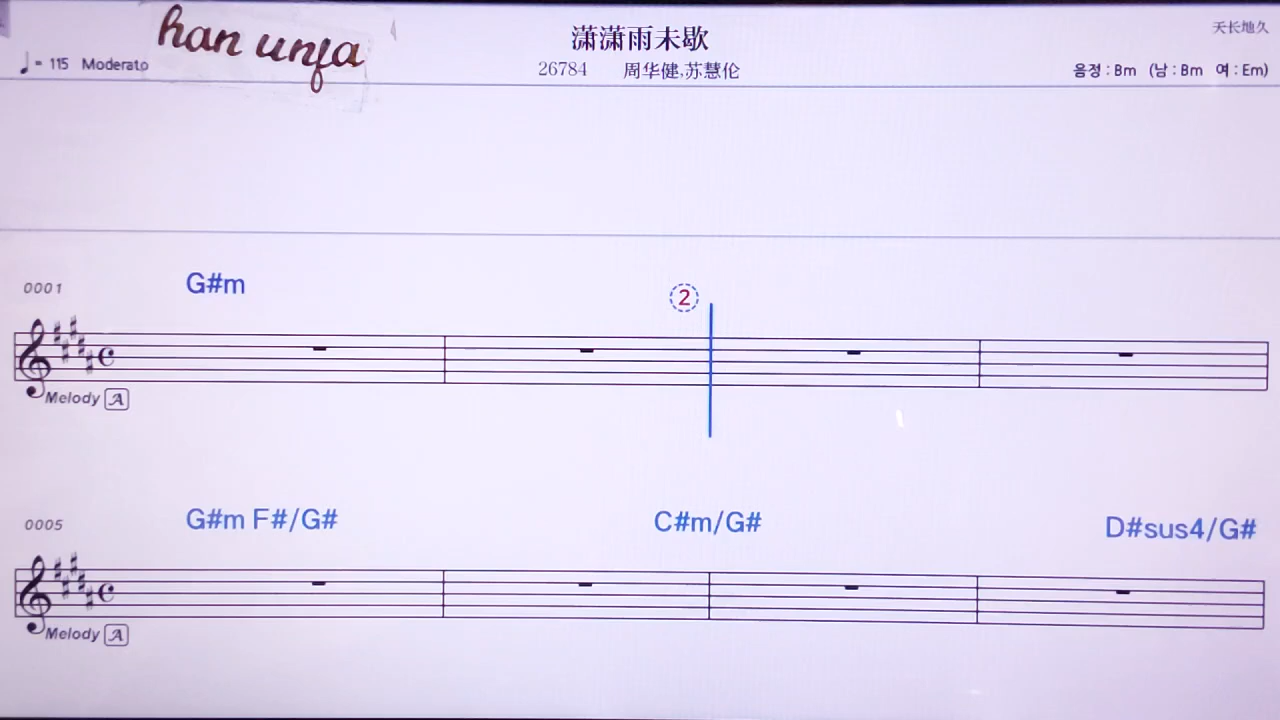 han unfa
潇潇雨未歇
天长地久
♩= 115 Moderato
26784 周华健,苏慧伦
음정 : Bm (남 : Bm 여 : Em)
0001 G#m
2
Melody A
0005 G#m F#/G# C#m/G# D#sus4/G#
Melody A